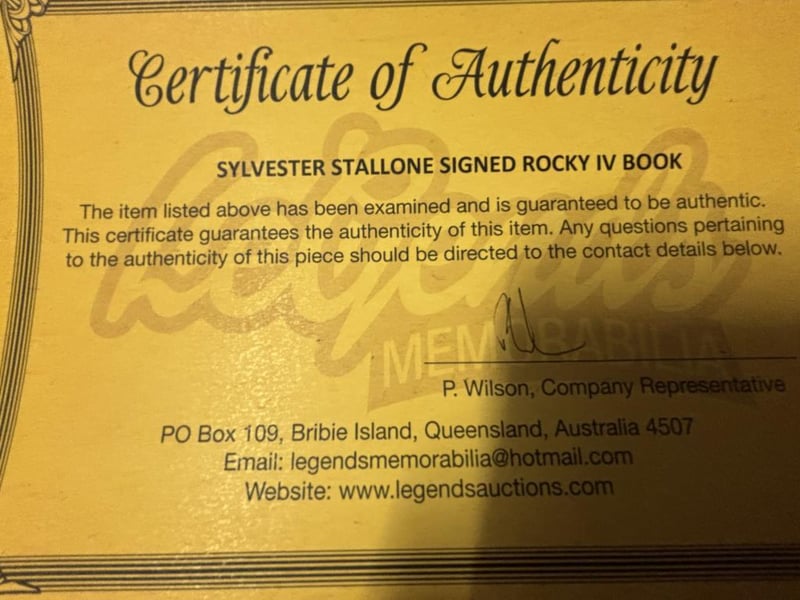 Certificate of Authenticity
SYLVESTER STALLONE SIGNED ROCKY IV BOOK
The item listed above has been examined and is guaranteed to be authentic.
This certificate guarantees the authenticity of this item. Any questions pertaining
to the authenticity of this piece should be directed to the contact details below.
Legends
MEMORABILIA
P. Wilson, Company Representative
PO Box 109, Bribie Island, Queensland, Australia 4507
Email: legendsmemorabilia@hotmail.com
Website: www.legendsauctions.com